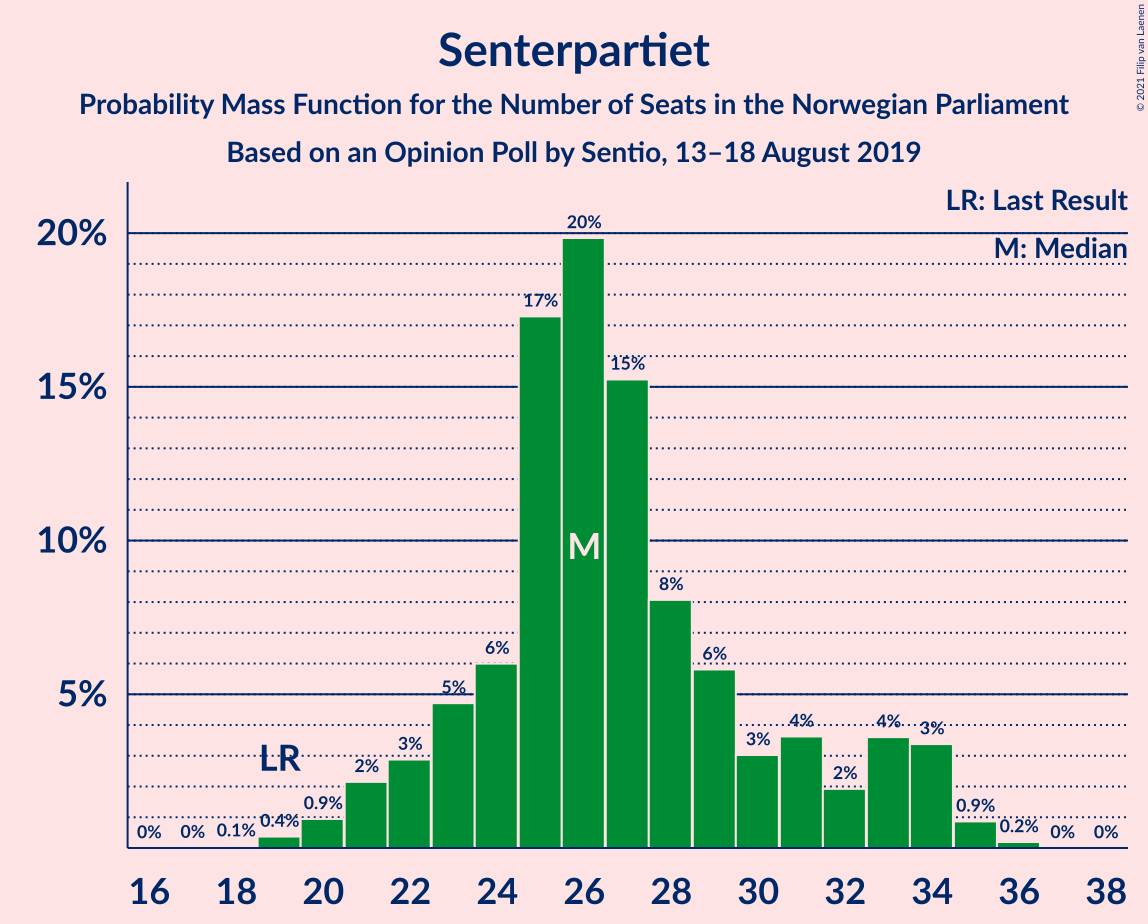 Senterpartiet
Probability Mass Function for the Number of Seats in the Norwegian Parliament
Based on an Opinion Poll by Sentio, 13–18 August 2019
© 2021 Filip van Laenen
LR: Last Result
M: Median
20%
15%
10%
5%
0% 0% 0.1% 0.4% 0.9% 2% 3% 5% 6% 17% 20% 15% 8% 6% 3% 4% 2% 4% 3% 0.9% 0.2% 0% 0%
LR
M
16 18 20 22 24 26 28 30 32 34 36 38